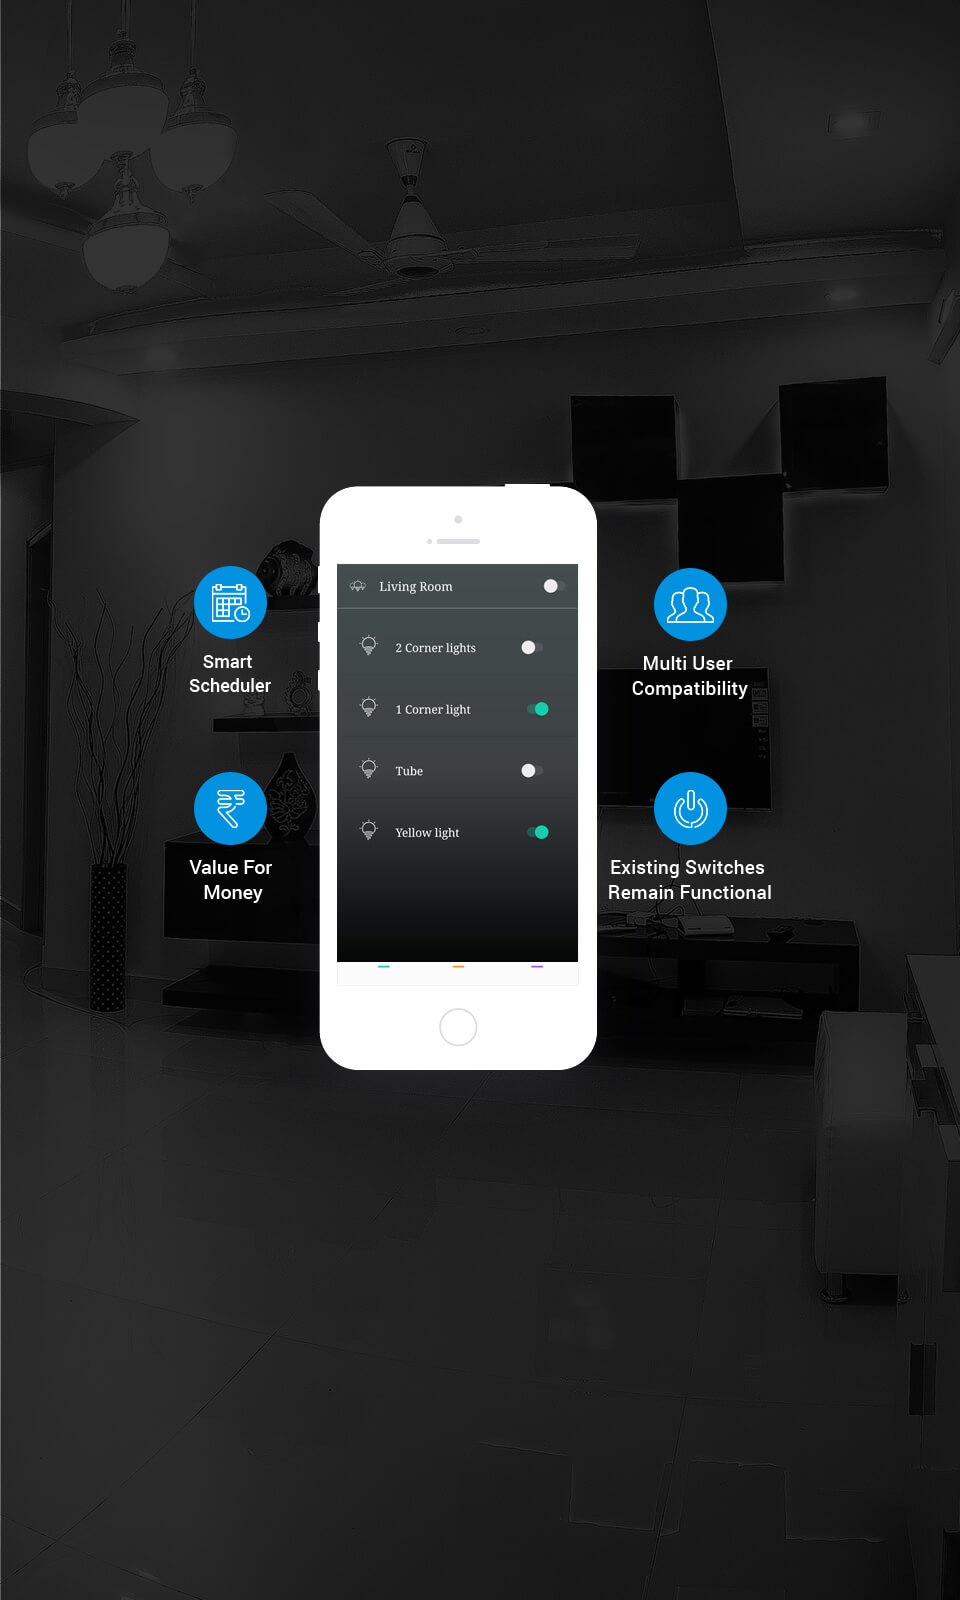 Living Room
2 Corner lights
1 Corner light
Tube
Yellow light
Smart
Scheduler
Value For
Money
Multi User
Compatibility
Existing Switches
Remain Functional